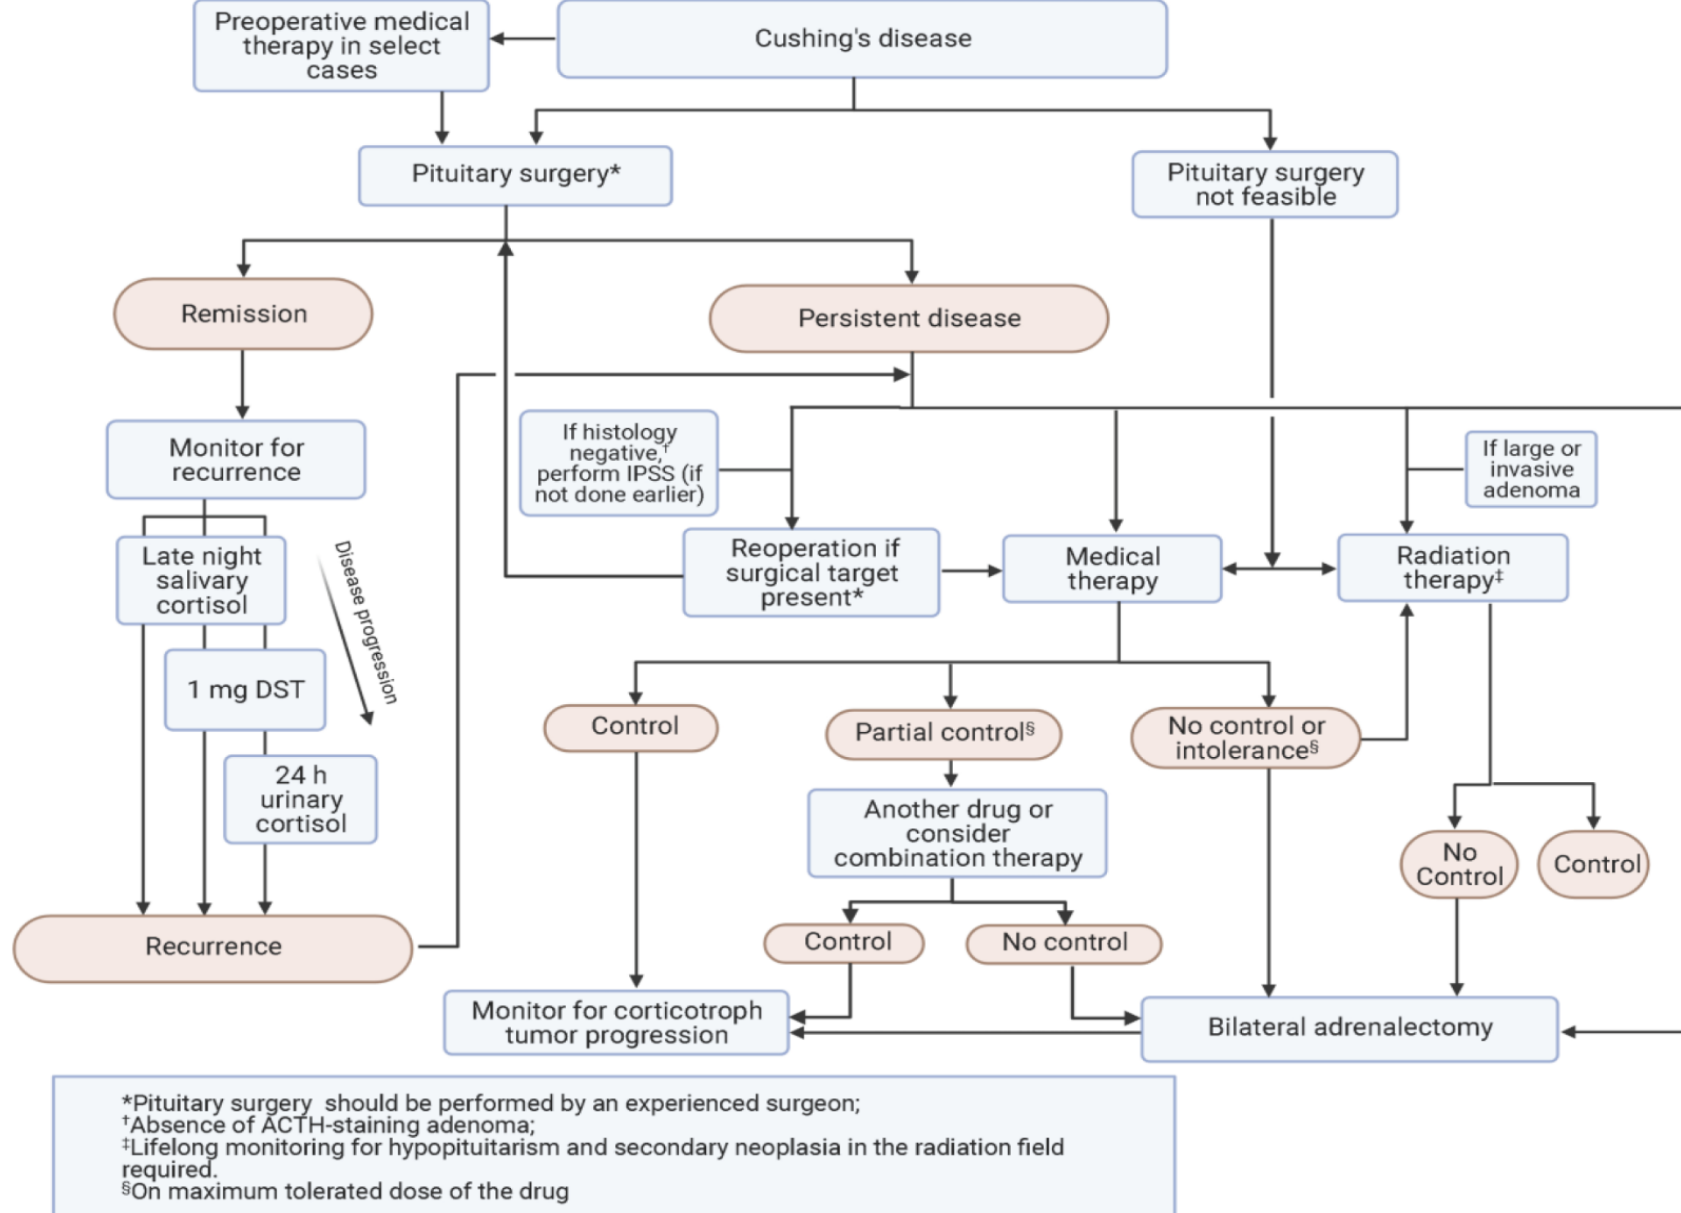 Preoperative medical
therapy in select
cases
Cushing's disease
Pituitary surgery*
Pituitary surgery
not feasible
Remission
Persistent disease
Monitor for
recurrence
If histology
negative,†
perform IPSS (if
not done earlier)
If large or
invasive
adenoma
Late night
salivary
cortisol
Disease progression
Reoperation if
surgical target
present*
Medical
therapy
Radiation
therapy‡
1 mg DST
24 h
urinary
cortisol
Control
Partial control§
No control or
intolerance§
Another drug or
consider
combination therapy
No
Control
Control
Control
No control
Recurrence
Monitor for corticotroph
tumor progression
Bilateral adrenalectomy
*Pituitary surgery should be performed by an experienced surgeon;
†Absence of ACTH-staining adenoma;
‡Lifelong monitoring for hypopituitarism and secondary neoplasia in the radiation field
required.
§On maximum tolerated dose of the drug